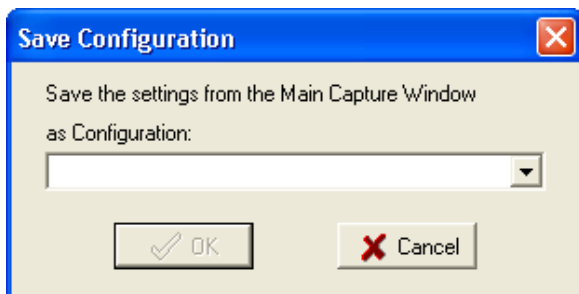 Save Configuration
Save the settings from the Main Capture Window
as Configuration:
OK
Cancel